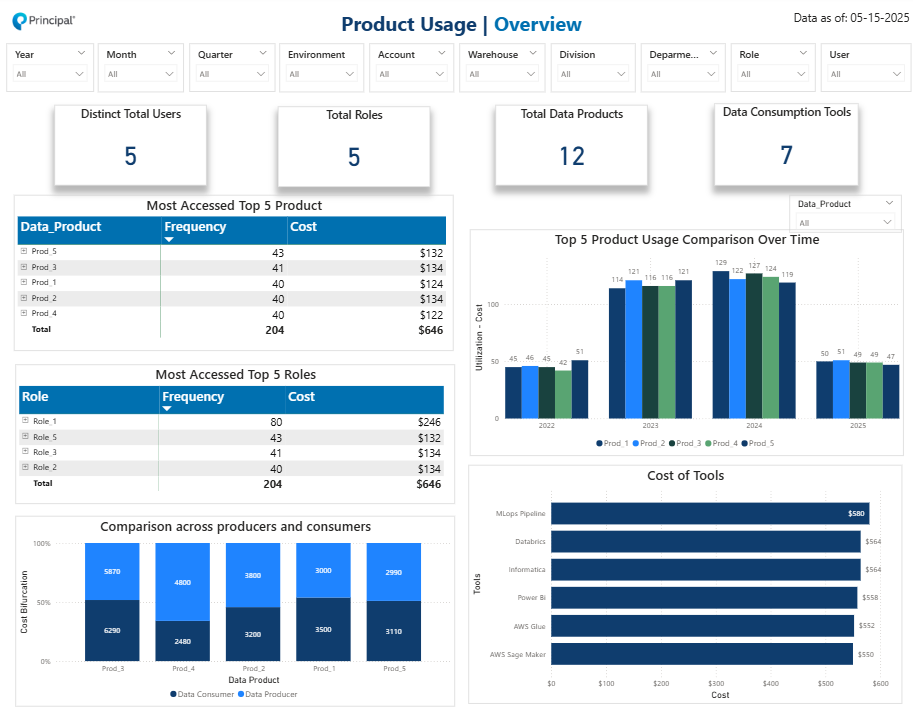 Principal®
Product Usage | Overview
Data as of: 05-15-2025
Year Month Quarter Environment Account Warehouse Division Deparme... Role User
All All All All All All All All All All
Distinct Total Users
5
Total Roles
5
Total Data Products
12
Data Consumption Tools
7
Most Accessed Top 5 Product
Data_Product Frequency Cost
Prod_5 43 $132
Prod_3 41 $134
Prod_1 40 $124
Prod_2 40 $134
Prod_4 40 $122
Total 204 $646
Data_Product
All
Top 5 Product Usage Comparison Over Time
Utilization - Cost
100
50
0
45 46 45 42 51
114 121 116 116 121
129 122 127 124 119
50 51 49 49 47
2022 2023 2024 2025
Prod_1 Prod_2 Prod_3 Prod_4 Prod_5
Most Accessed Top 5 Roles
Role Frequency Cost
Role_1 80 $246
Role_5 43 $132
Role_3 41 $134
Role_2 40 $134
Total 204 $646
Comparison across producers and consumers
Cost Bifurcation
100%
50%
0%
5870 4800 3800 3000 2990
6290 2480 3200 3500 3110
Prod_3 Prod_4 Prod_2 Prod_1 Prod_5
Data Product
Data Consumer Data Producer
Cost of Tools
Tools
MLops Pipeline $580
Databrics $564
Informatica $564
Power Bi $558
AWS Glue $552
AWS Sage Maker $550
$0 $100 $200 $300 $400 $500 $600
Cost